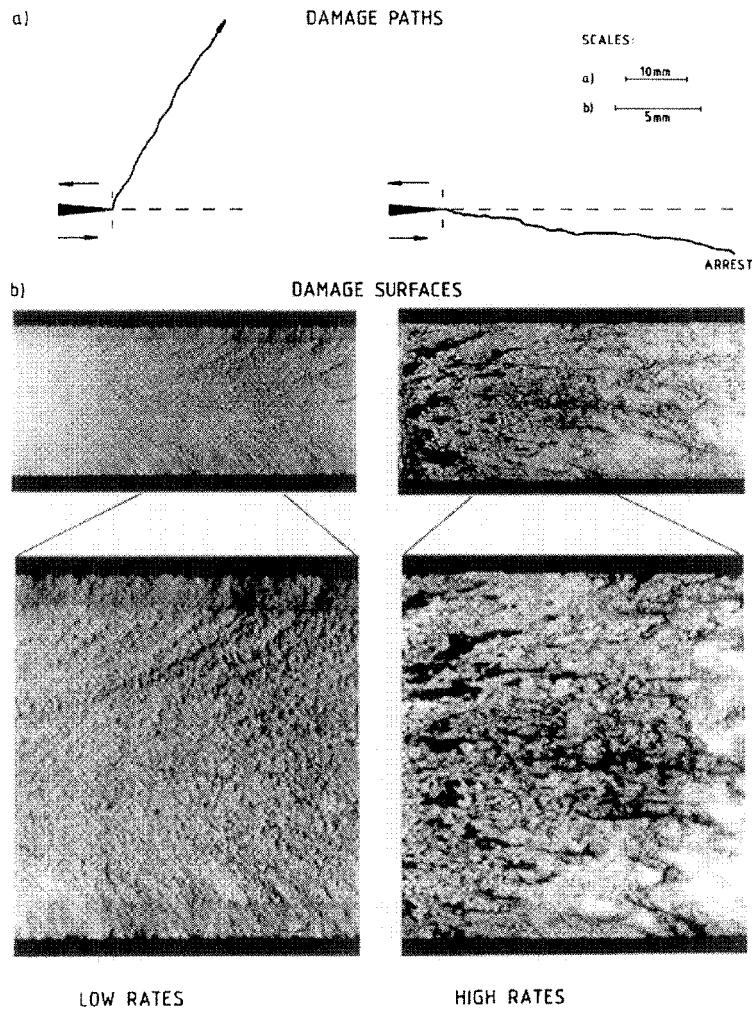 a)
DAMAGE PATHS
SCALES:
a) 10mm
b) 5mm
ARREST
b)
DAMAGE SURFACES
LOW RATES
HIGH RATES